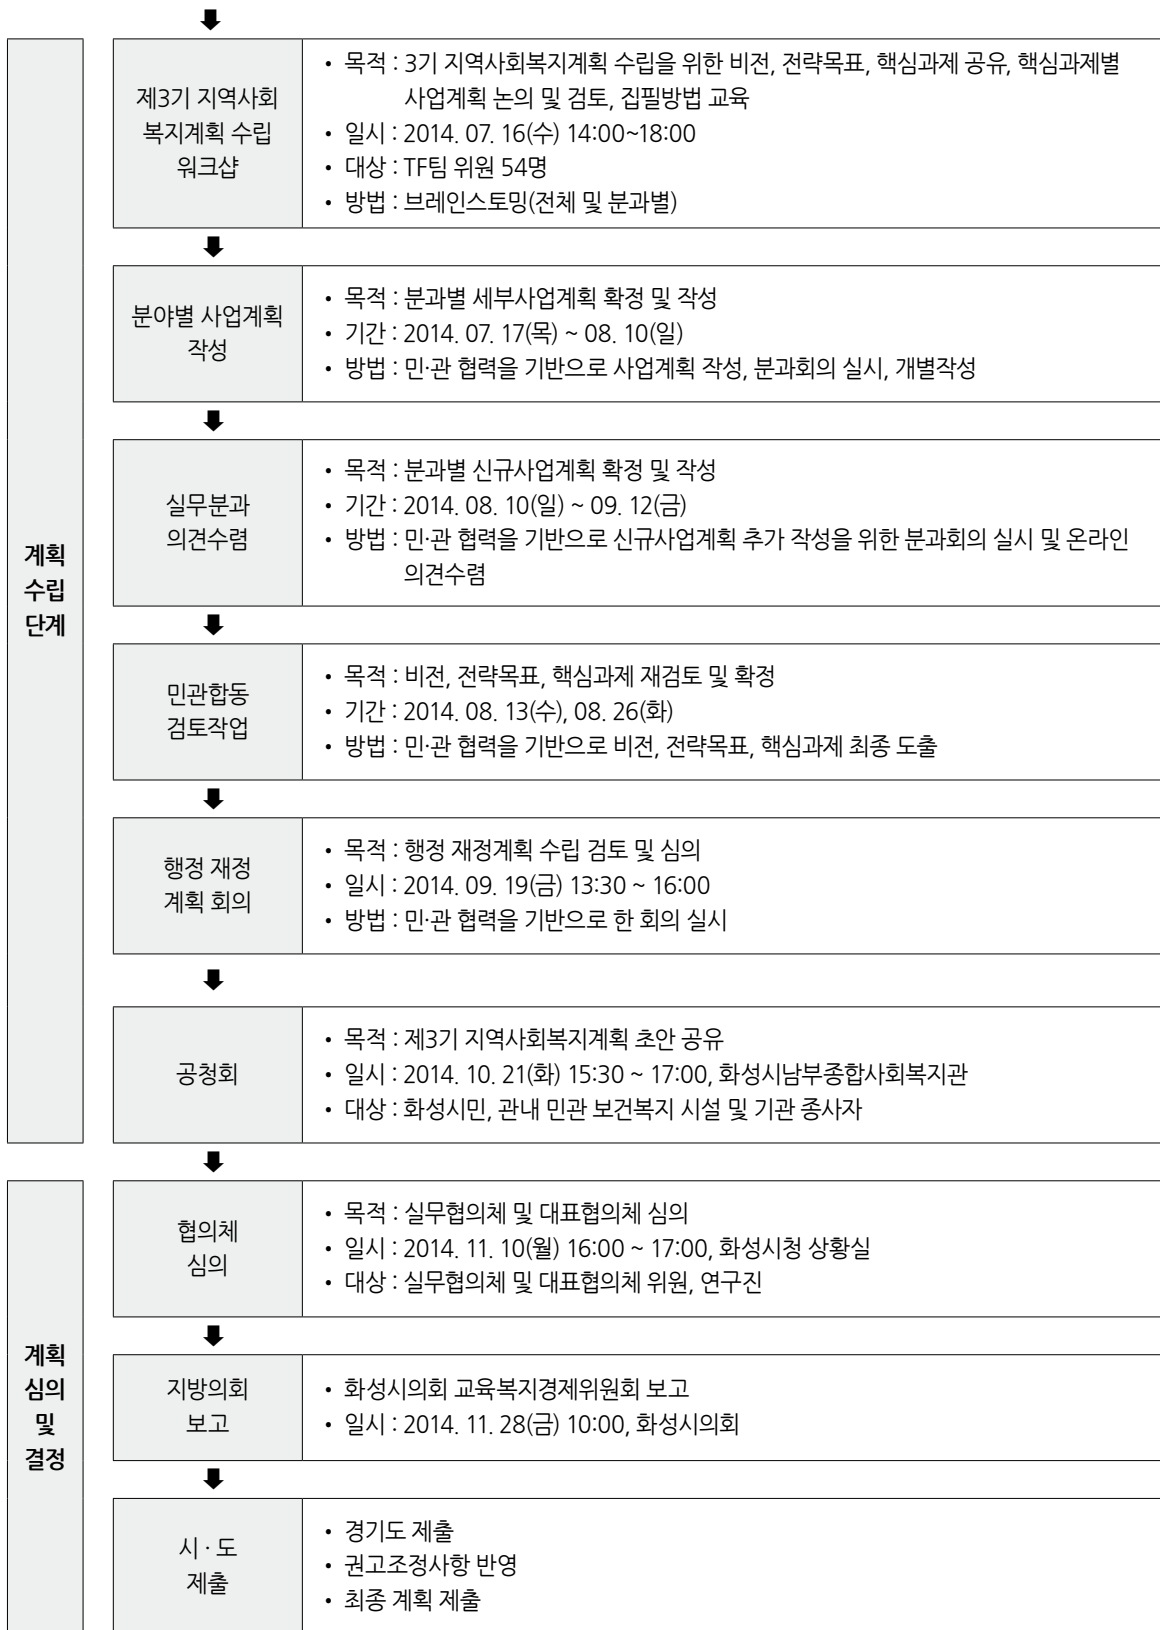 계획
수립
단계
제3기 지역사회
복지계획 수립
워크샵
• 목적 : 3기 지역사회복지계획 수립을 위한 비전, 전략목표, 핵심과제 공유, 핵심과제별
사업계획 논의 및 검토, 집필방법 교육
• 일시 : 2014. 07. 16(수) 14:00~18:00
• 대상 : TF팀 위원 54명
• 방법 : 브레인스토밍(전체 및 분과별)
분야별 사업계획
작성
• 목적 : 분과별 세부사업계획 확정 및 작성
• 기간 : 2014. 07. 17(목) ~ 08. 10(일)
• 방법 : 민·관 협력을 기반으로 사업계획 작성, 분과회의 실시, 개별작성
실무분과
의견수렴
• 목적 : 분과별 신규사업계획 확정 및 작성
• 기간 : 2014. 08. 10(일) ~ 09. 12(금)
• 방법 : 민·관 협력을 기반으로 신규사업계획 추가 작성을 위한 분과회의 실시 및 온라인
의견수렴
민관합동
검토작업
• 목적 : 비전, 전략목표, 핵심과제 재검토 및 확정
• 기간 : 2014. 08. 13(수), 08. 26(화)
• 방법 : 민·관 협력을 기반으로 비전, 전략목표, 핵심과제 최종 도출
행정 재정
계획 회의
• 목적 : 행정 재정계획 수립 검토 및 심의
• 일시 : 2014. 09. 19(금) 13:30 ~ 16:00
• 방법 : 민·관 협력을 기반으로 한 회의 실시
공청회
• 목적 : 제3기 지역사회복지계획 초안 공유
• 일시 : 2014. 10. 21(화) 15:30 ~ 17:00, 화성시남부종합사회복지관
• 대상 : 화성시민, 관내 민관 보건복지 시설 및 기관 종사자
계획
심의
및
결정
협의체
심의
• 목적 : 실무협의체 및 대표협의체 심의
• 일시 : 2014. 11. 10(월) 16:00 ~ 17:00, 화성시청 상황실
• 대상 : 실무협의체 및 대표협의체 위원, 연구진
지방의회
보고
• 화성시의회 교육복지경제위원회 보고
• 일시 : 2014. 11. 28(금) 10:00, 화성시의회
시 · 도
제출
• 경기도 제출
• 권고조정사항 반영
• 최종 계획 제출